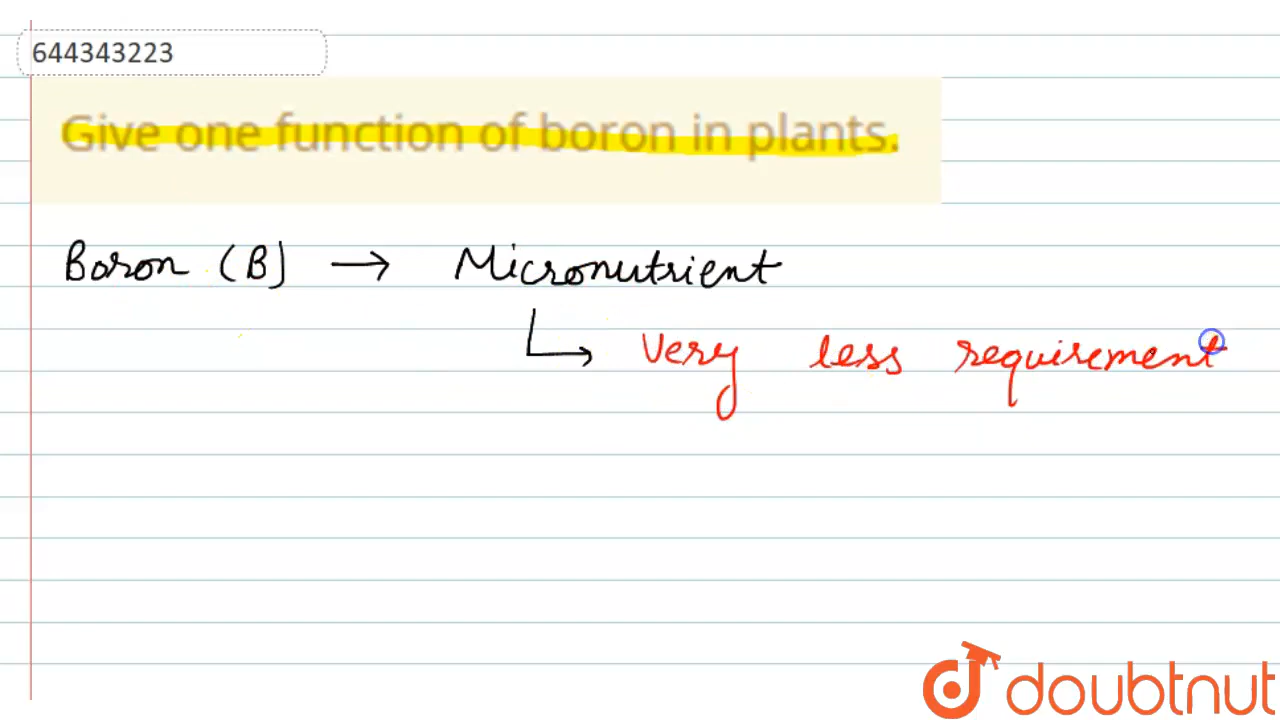 644343223
Give one function of boron in plants.
Boron (B) → Micronutrient
↳ Very less requirement
doubtnut